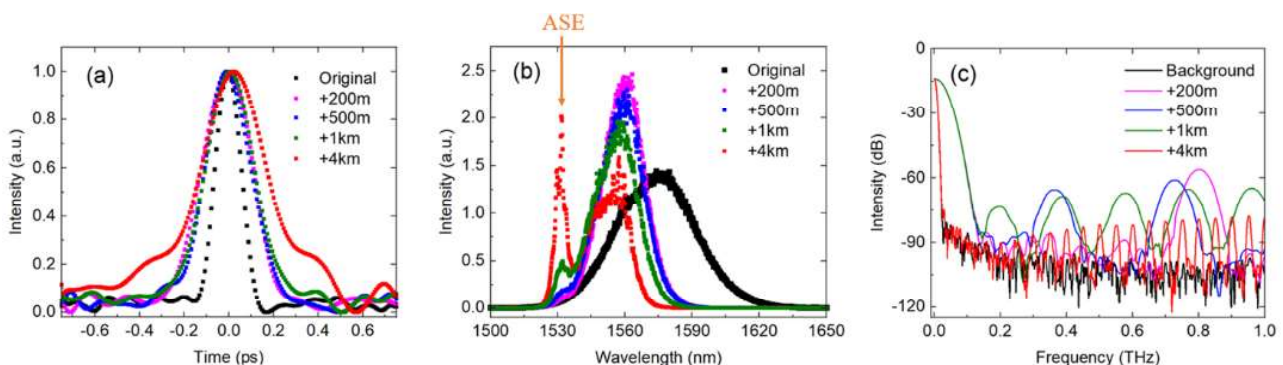 ASE
(a)
Original
+200m
+500m
+1km
+4km
Intensity (a.u.)
1.0
0.8
0.6
0.4
0.2
0.0
-0.6 -0.4 -0.2 0.0 0.2 0.4 0.6
Time (ps)
(b)
Original
+200m
+500m
+1km
+4km
Intensity (a.u.)
2.5
2.0
1.5
1.0
0.5
0.0
1500 1530 1560 1590 1620 1650
Wavelength (nm)
(c)
Background
+200m
+500m
+1km
+4km
Intensity (dB)
0
-30
-60
-90
-120
0.0 0.2 0.4 0.6 0.8 1.0
Frequency (THz)